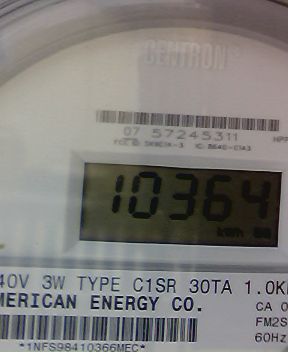 CENTRON
07 57245311
10364
kWh
40V 3W TYPE C1SR 30TA 1.0K
MERICAN ENERGY CO.
CA 0
FM2S
60Hz
*1NFS98410366MEC*